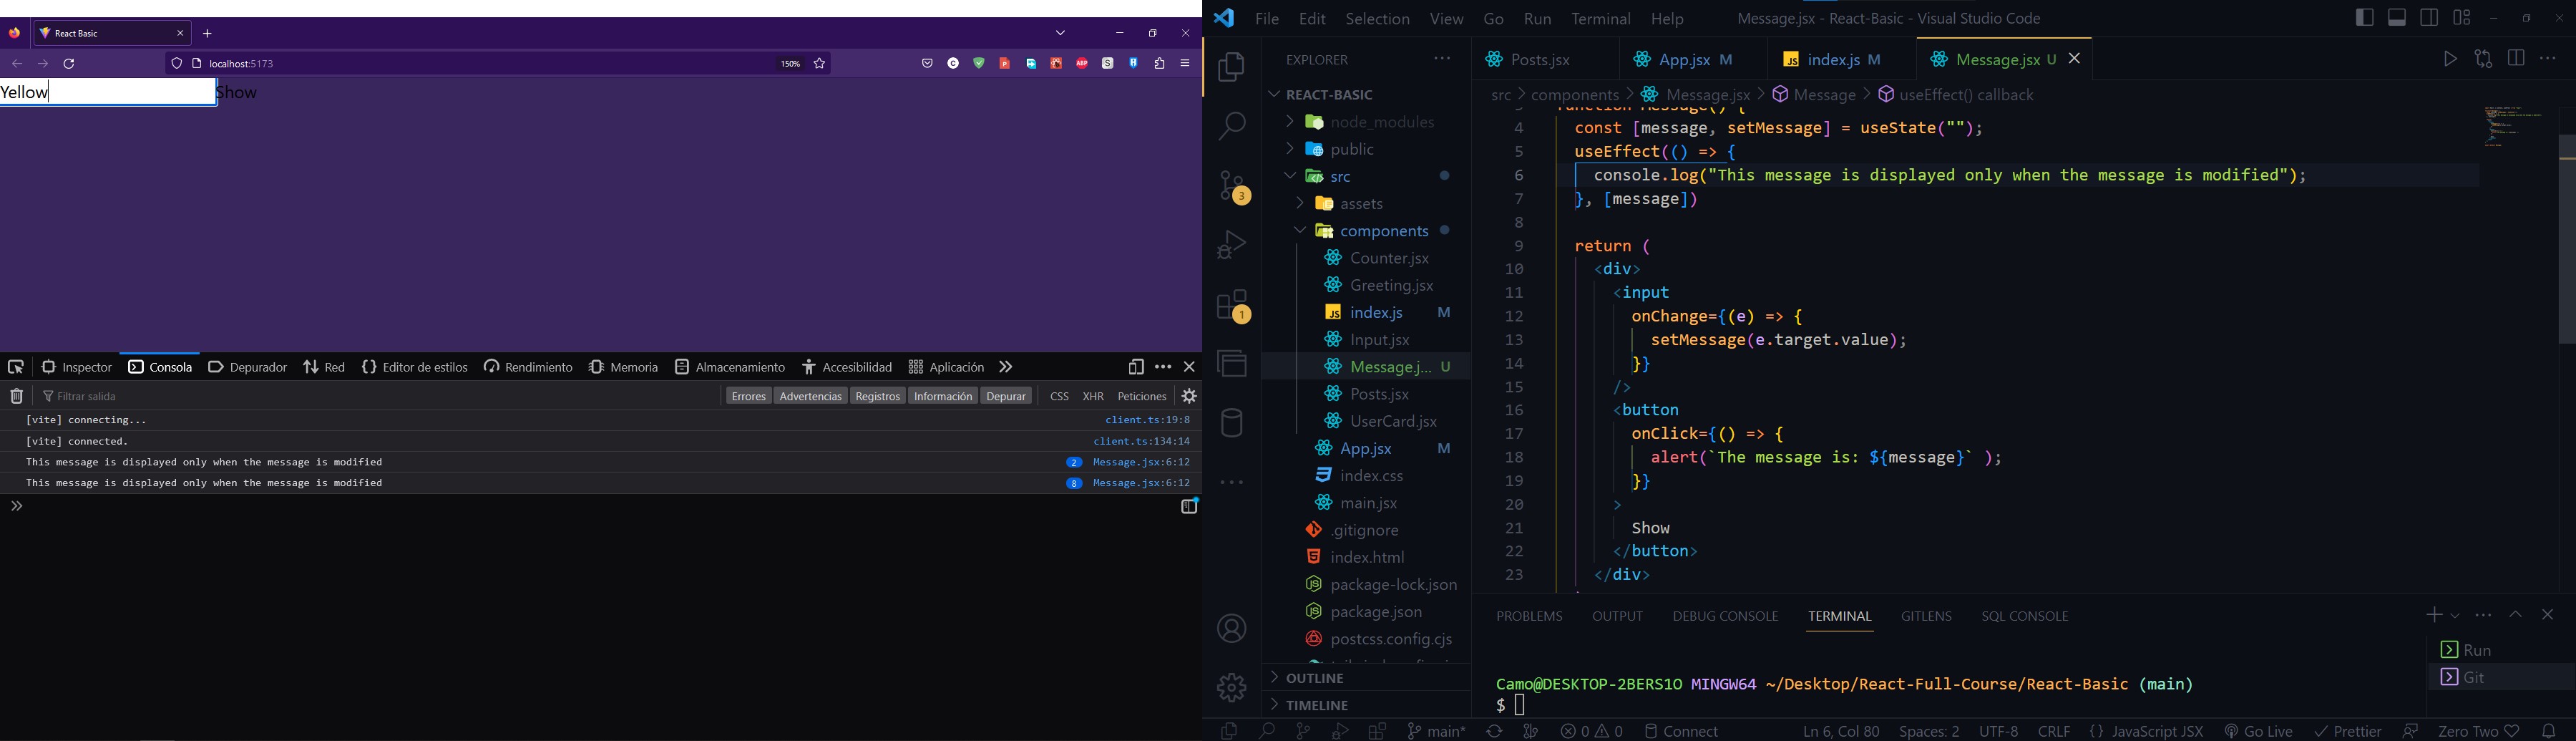 React Basic
localhost:5173
150%
Yellow
Show
Inspector Consola Depurador Red Editor de estilos Rendimiento Memoria Almacenamiento Accesibilidad Aplicación
Filtrar salida
Errores Advertencias Registros Información Depurar CSS XHR Peticiones
[vite] connecting... client.ts:19:8
[vite] connected. client.ts:134:14
This message is displayed only when the message is modified 2 Message.jsx:6:12
This message is displayed only when the message is modified 8 Message.jsx:6:12
File Edit Selection View Go Run Terminal Help Message.jsx - React-Basic - Visual Studio Code
3
1
EXPLORER
REACT-BASIC
node_modules
public
src
assets
components
Counter.jsx
Greeting.jsx
index.js M
Input.jsx
Message.j... U
Posts.jsx
UserCard.jsx
App.jsx M
index.css
main.jsx
.gitignore
index.html
package-lock.json
package.json
postcss.config.cjs
OUTLINE
TIMELINE
Posts.jsx App.jsx M index.js M Message.jsx U
src > components > Message.jsx > Message > useEffect() callback
4 const [message, setMessage] = useState("");
5 useEffect(() => {
6 console.log("This message is displayed only when the message is modified");
7 }, [message])
8
9 return (
10 <div>
11 <input
12 onChange={(e) => {
13 setMessage(e.target.value);
14 }}
15 />
16 <button
17 onClick={() => {
18 alert(`The message is: ${message}` );
19 }}
20 >
21 Show
22 </button>
23 </div>
PROBLEMS OUTPUT DEBUG CONSOLE TERMINAL GITLENS SQL CONSOLE
Camo@DESKTOP-2BERS1O MINGW64 ~/Desktop/React-Full-Course/React-Basic (main)
$
Run
Git
main* 0 0 Connect Ln 6, Col 80 Spaces: 2 UTF-8 CRLF {} JavaScript JSX Go Live Prettier Zero Two